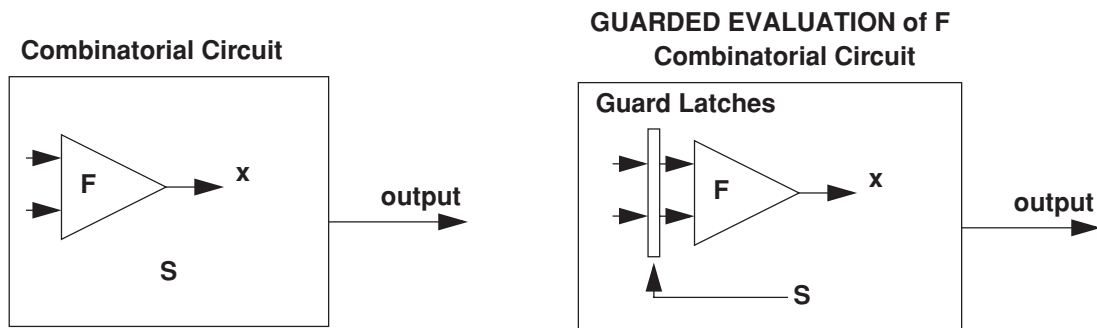 Combinatorial Circuit
F
x
output
S
GUARDED EVALUATION of F
Combinatorial Circuit
Guard Latches
F
x
output
S